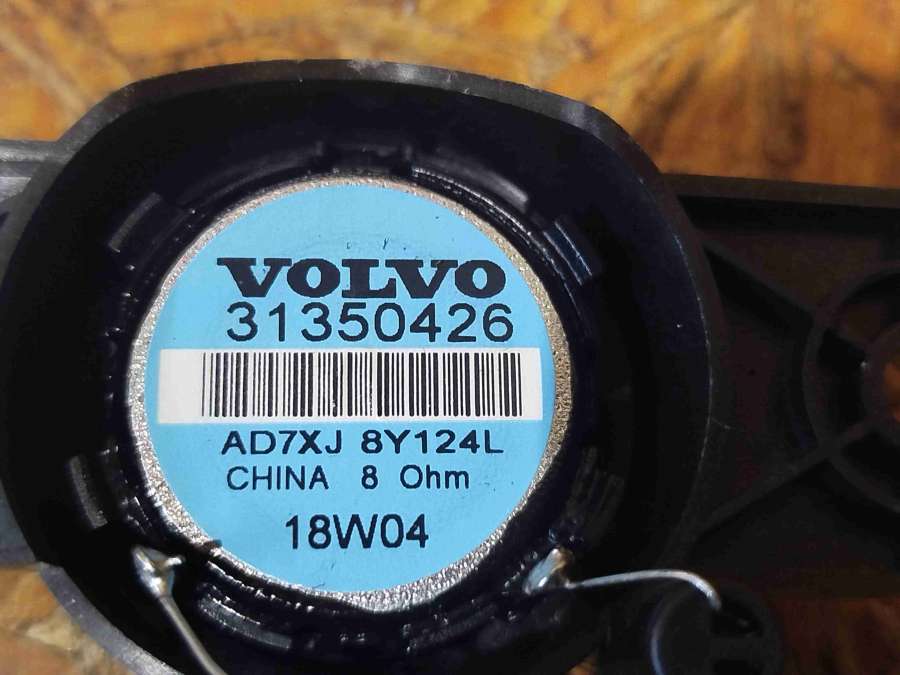 VOLVO
31350426
AD7XJ 8Y124L
CHINA 8 Ohm
18W04